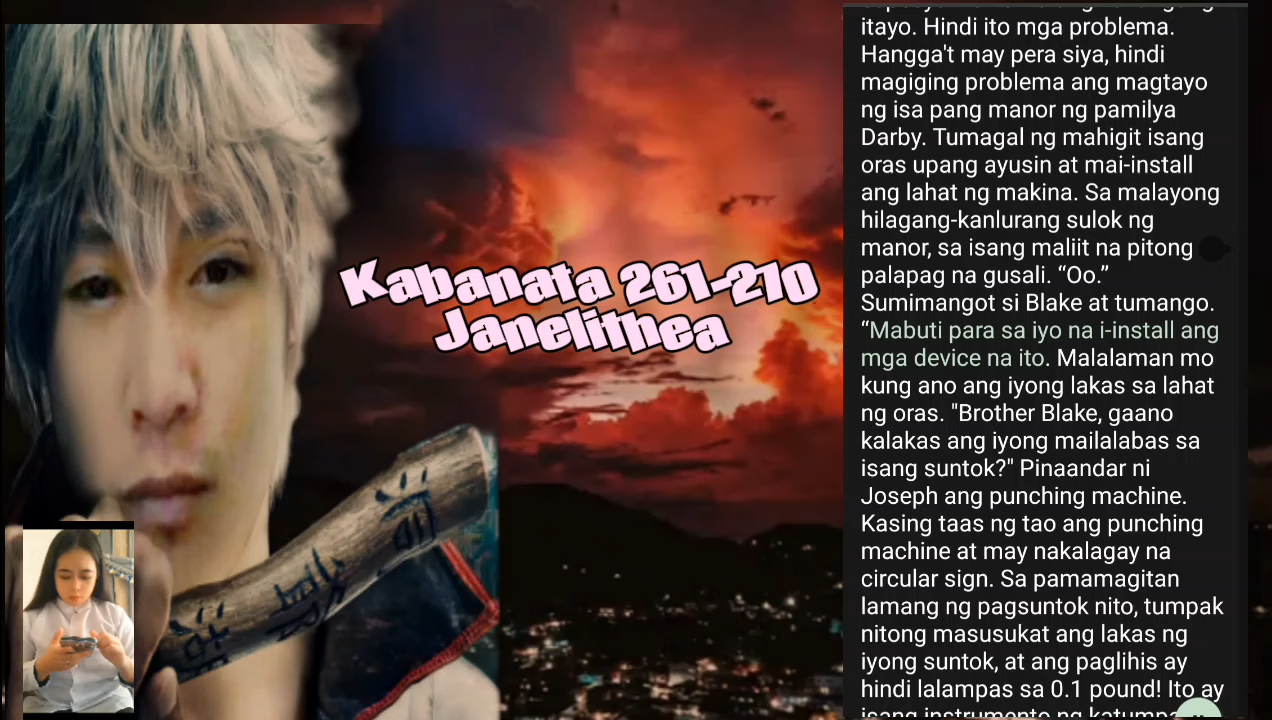 Kabanata 261-270
Janelithea
itayo. Hindi ito mga problema.
Hangga't may pera siya, hindi
magiging problema ang magtayo
ng isa pang manor ng pamilya
Darby. Tumagal ng mahigit isang
oras upang ayusin at mai-install
ang lahat ng makina. Sa malayong
hilagang-kanlurang sulok ng
manor, sa isang maliit na pitong
palapag na gusali. “Oo.”
Sumimangot si Blake at tumango.
“Mabuti para sa iyo na i-install ang
mga device na ito. Malalaman mo
kung ano ang iyong lakas sa lahat
ng oras. "Brother Blake, gaano
kalakas ang iyong mailalabas sa
isang suntok?" Pinaandar ni
Joseph ang punching machine.
Kasing taas ng tao ang punching
machine at may nakalagay na
circular sign. Sa pamamagitan
lamang ng pagsuntok nito, tumpak
nitong masusukat ang lakas ng
iyong suntok, at ang paglihis ay
hindi lalampas sa 0.1 pound! Ito ay
isang instrumento ng